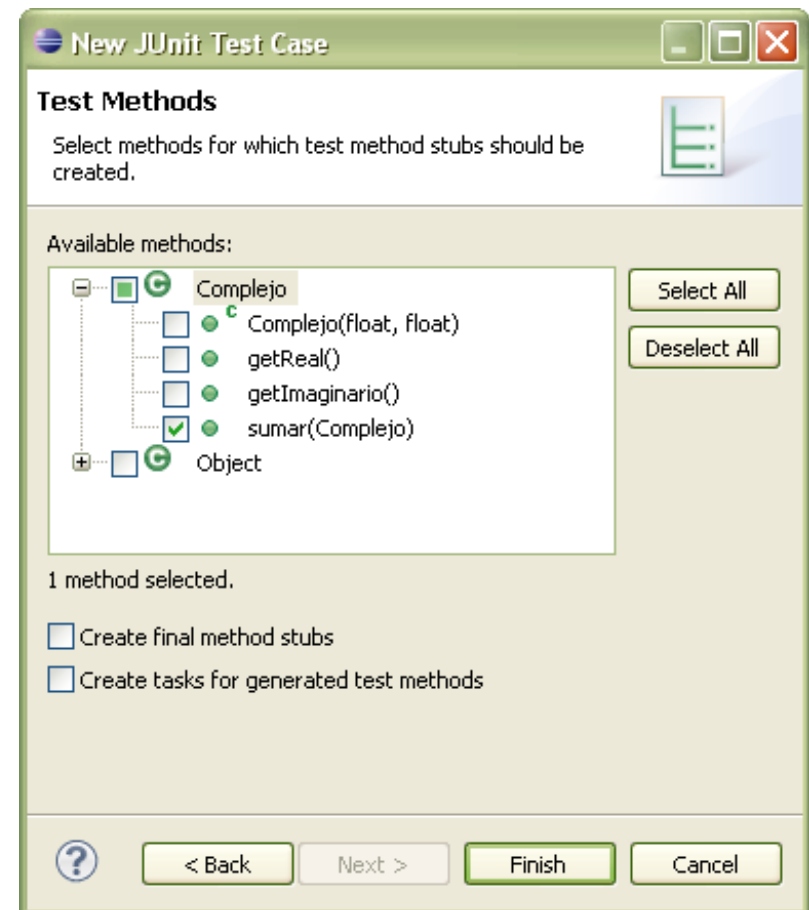 New JUnit Test Case
Test Methods
Select methods for which test method stubs should be
created.
Available methods:
Complejo
Select All
Complejo(float, float)
Deselect All
getReal()
getImaginario()
sumar(Complejo)
Object
1 method selected.
Create final method stubs
Create tasks for generated test methods
< Back
Next >
Finish
Cancel